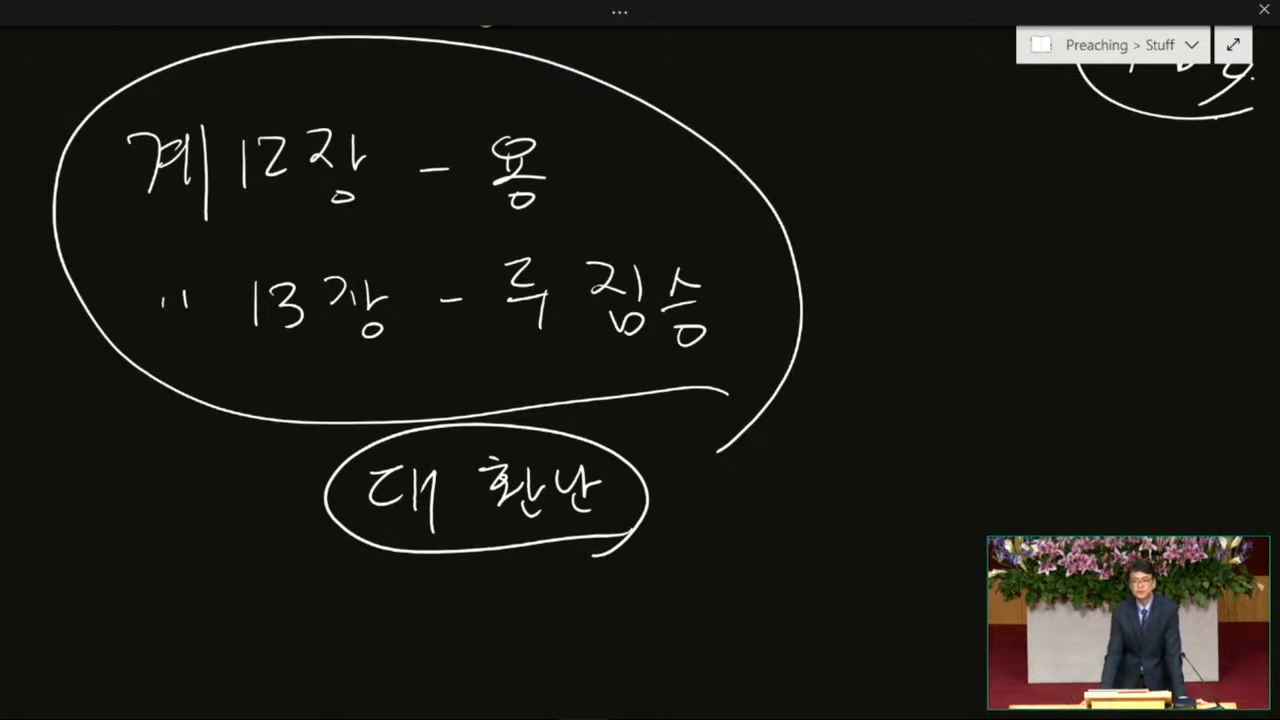 Preaching > Stuff
계 12장 - 용
" 13장 - 두 짐승
대 환난